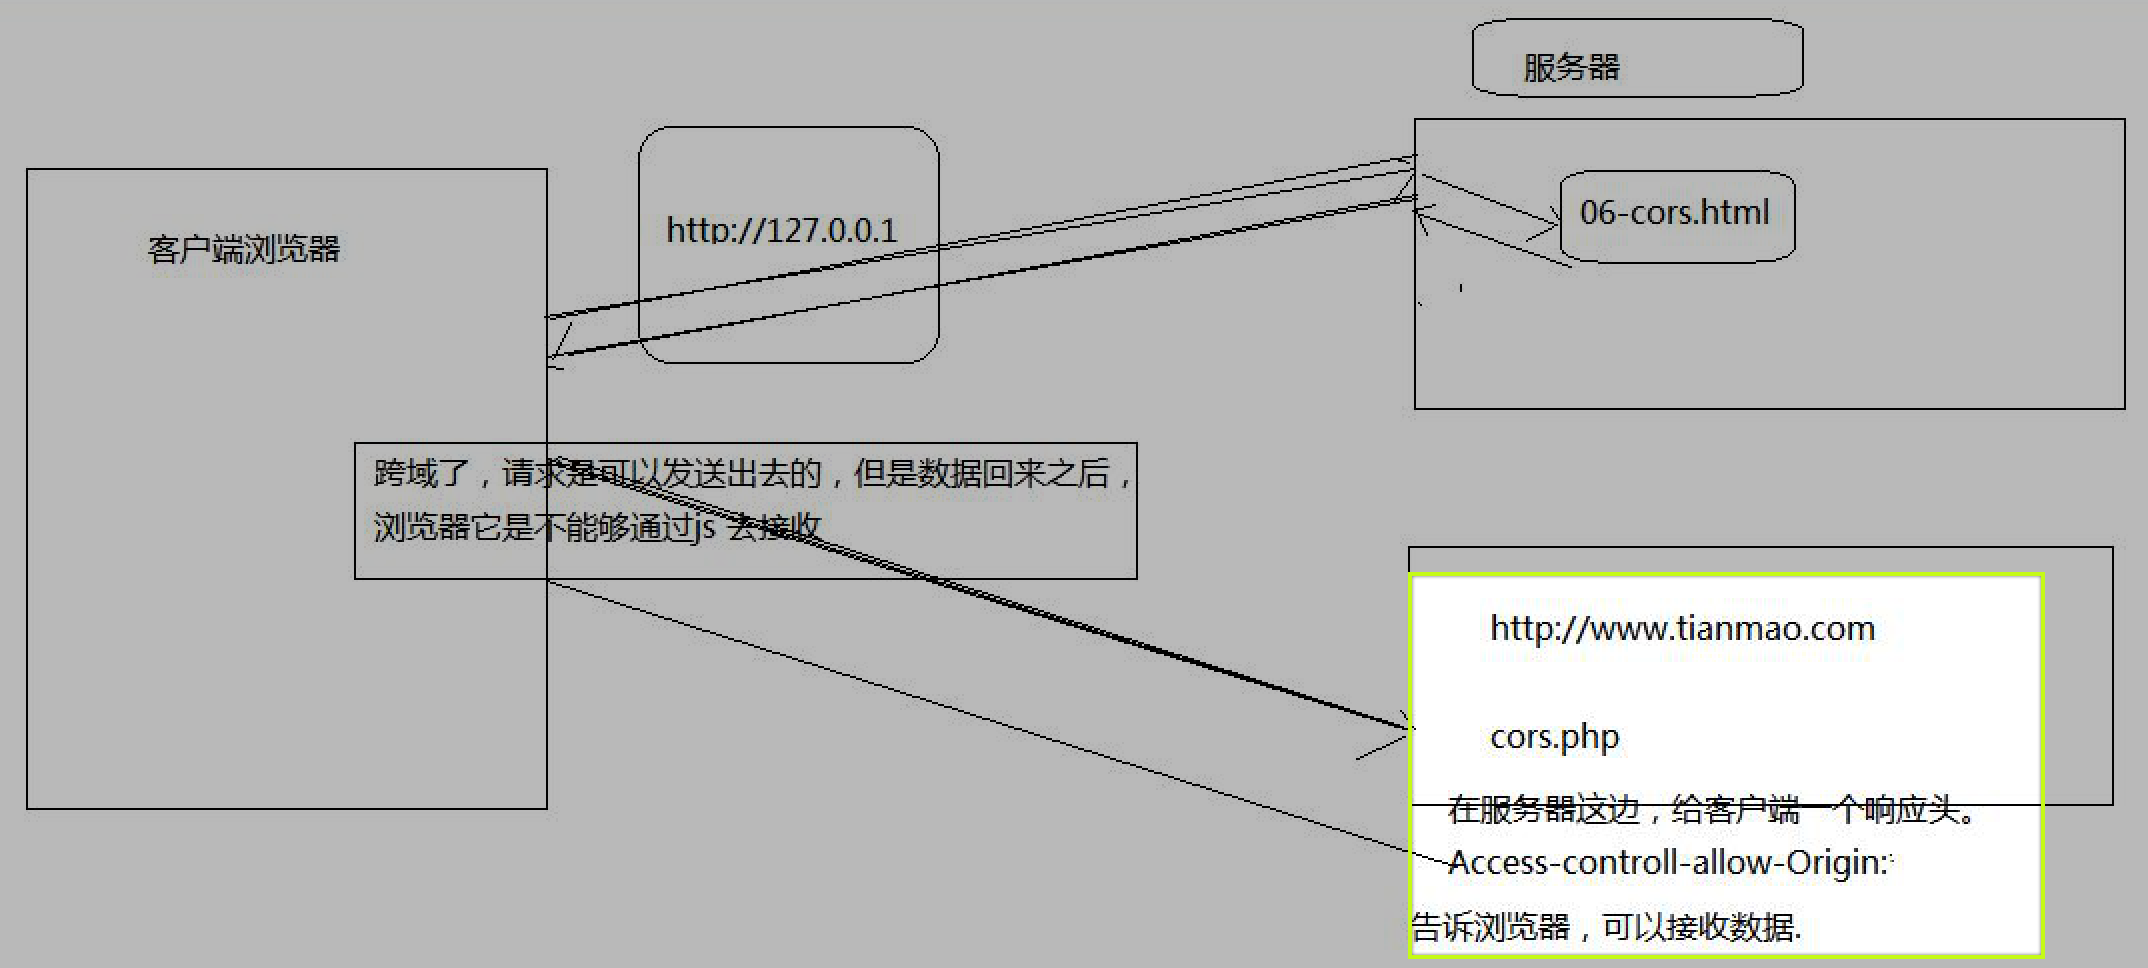 服务器
客户端浏览器
http://127.0.0.1
06-cors.html
跨域了，请求是可以发送出去的，但是数据回来之后，
浏览器它是不能够通过js 去接收
http://www.tianmao.com
cors.php
在服务器这边，给客户端一个响应头。
Access-controll-allow-Origin:
告诉浏览器，可以接收数据.